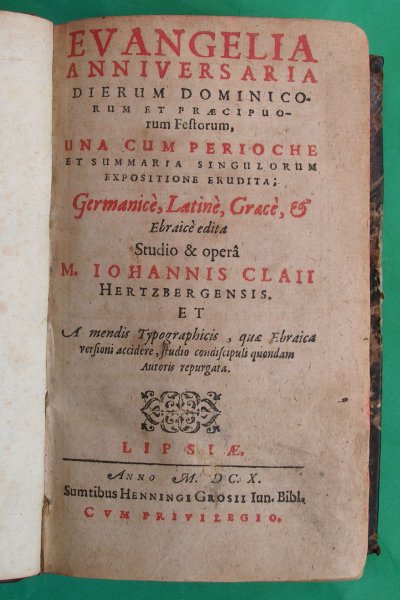 EVANGELIA
ANNIVERSARIA
DIERUM DOMINICO-
RUM ET PRÆCIPUO-
rum Festorum,
UNA CUM PERIOCHE
ET SUMMARIA SINGULORUM
EXPOSITIONE ERUDITA;
Germanicè, Latinè, Græcè, &
Ebraicè edita
Studio & operâ
M. IOHANNIS CLAII
HERTZBERGENSIS.
ET
A mendis Typographicis, quæ Ebraicæ
versioni accidere, studio condiscipuli quondam
Autoris repurgata.
LIPSIÆ.
ANNO M. DC. X.
Sumtibus HENNINGI GROSII Iun. Bibl.
CVM PRIVILEGIO.